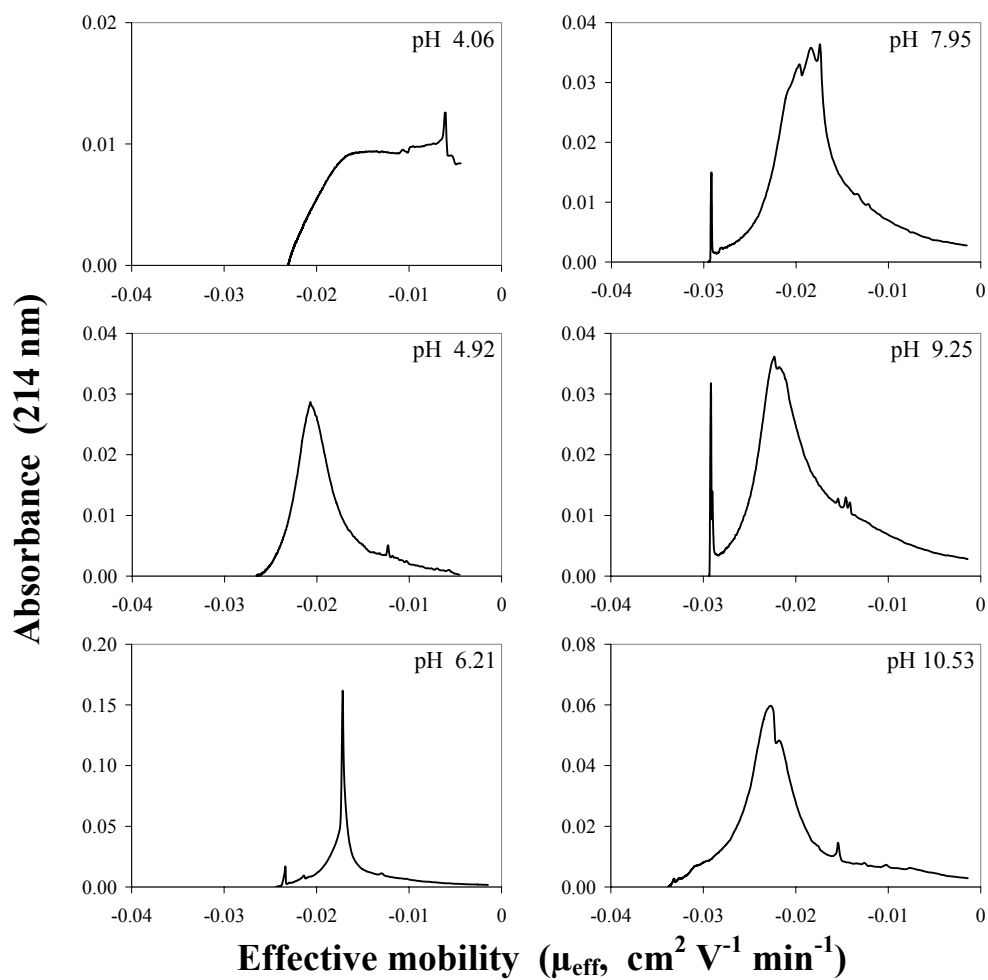 0.02
pH 4.06
0.01
0.00
-0.04 -0.03 -0.02 -0.01 0
0.04
pH 7.95
0.03
0.02
0.01
0.00
-0.04 -0.03 -0.02 -0.01 0
0.04
pH 4.92
0.03
0.02
0.01
0.00
-0.04 -0.03 -0.02 -0.01 0
0.04
pH 9.25
0.03
0.02
0.01
0.00
-0.04 -0.03 -0.02 -0.01 0
0.20
pH 6.21
0.15
0.10
0.05
0.00
-0.04 -0.03 -0.02 -0.01 0
0.08
pH 10.53
0.06
0.04
0.02
0.00
-0.04 -0.03 -0.02 -0.01 0
Absorbance (214 nm)
Effective mobility (μeff, cm² V⁻¹ min⁻¹)